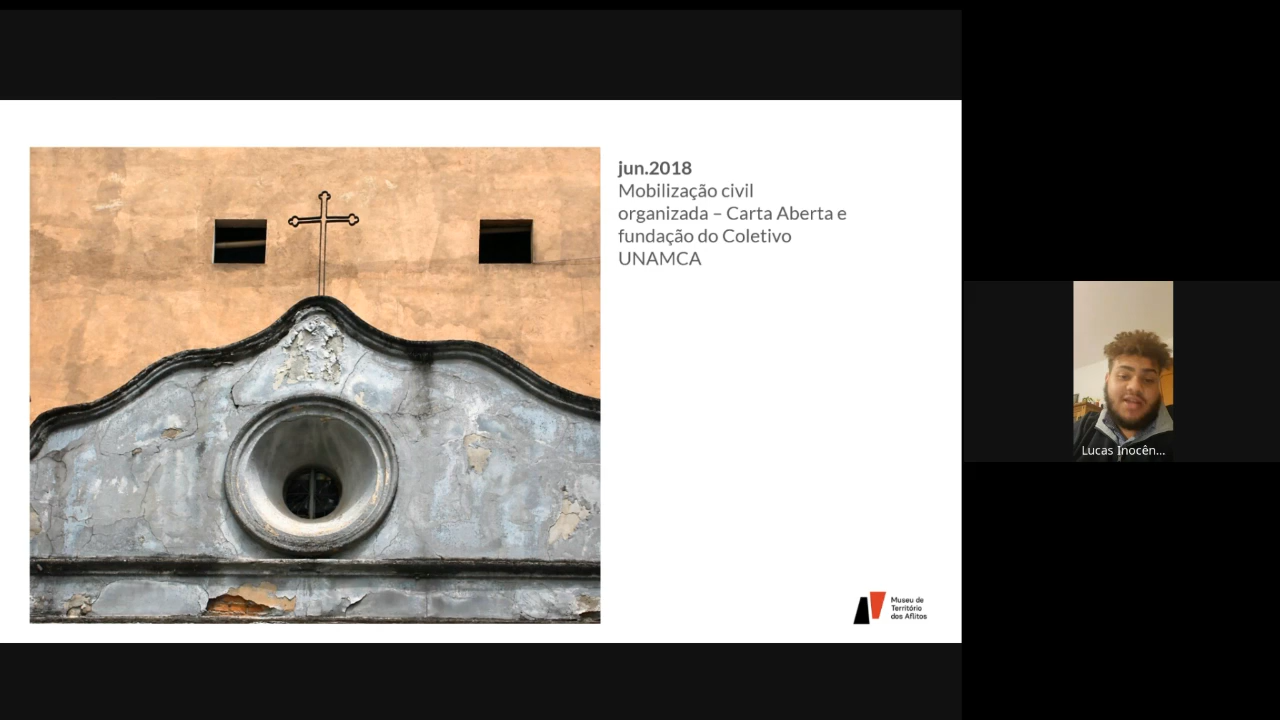 jun.2018
Mobilização civil
organizada – Carta Aberta e
fundação do Coletivo
UNAMCA
Museu de
Território
dos Aflitos
Lucas Inocên...